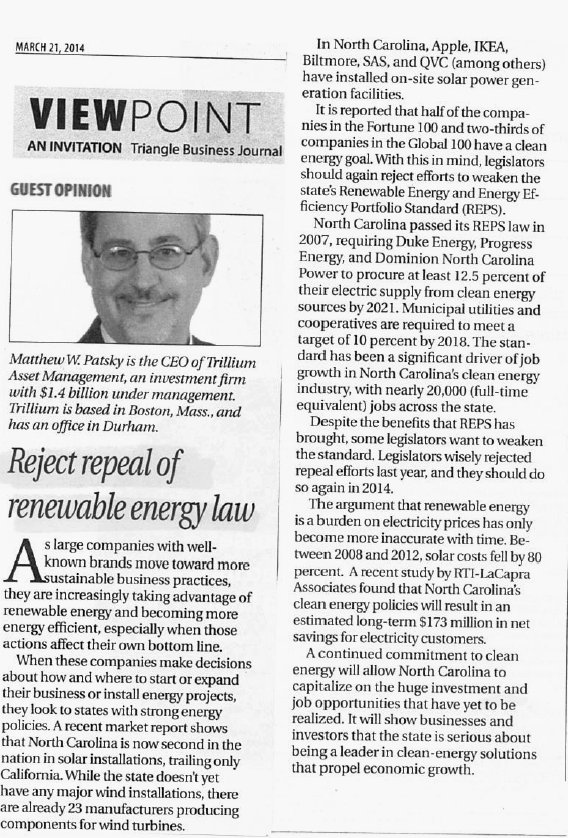 MARCH 21, 2014
VIEWPOINT
AN INVITATION Triangle Business Journal
GUEST OPINION
Matthew W. Patsky is the CEO of Trillium
Asset Management, an investment firm
with $1.4 billion under management.
Trillium is based in Boston, Mass., and
has an office in Durham.
Reject repeal of
renewable energy law
As large companies with well-
known brands move toward more
sustainable business practices,
they are increasingly taking advantage of
renewable energy and becoming more
energy efficient, especially when those
actions affect their own bottom line.
When these companies make decisions
about how and where to start or expand
their business or install energy projects,
they look to states with strong energy
policies. A recent market report shows
that North Carolina is now second in the
nation in solar installations, trailing only
California. While the state doesn't yet
have any major wind installations, there
are already 23 manufacturers producing
components for wind turbines.
In North Carolina, Apple, IKEA,
Biltmore, SAS, and QVC (among others)
have installed on-site solar power gen-
eration facilities.
It is reported that half of the compa-
nies in the Fortune 100 and two-thirds of
companies in the Global 100 have a clean
energy goal. With this in mind, legislators
should again reject efforts to weaken the
state's Renewable Energy and Energy Ef-
ficiency Portfolio Standard (REPS).
North Carolina passed its REPS law in
2007, requiring Duke Energy, Progress
Energy, and Dominion North Carolina
Power to procure at least 12.5 percent of
their electric supply from clean energy
sources by 2021. Municipal utilities and
cooperatives are required to meet a
target of 10 percent by 2018. The stan-
dard has been a significant driver of job
growth in North Carolina's clean energy
industry, with nearly 20,000 (full-time
equivalent) jobs across the state.
Despite the benefits that REPS has
brought, some legislators want to weaken
the standard. Legislators wisely rejected
repeal efforts last year, and they should do
so again in 2014.
The argument that renewable energy
is a burden on electricity prices has only
become more inaccurate with time. Be-
tween 2008 and 2012, solar costs fell by 80
percent. A recent study by RTI-LaCapra
Associates found that North Carolina's
clean energy policies will result in an
estimated long-term $173 million in net
savings for electricity customers.
A continued commitment to clean
energy will allow North Carolina to
capitalize on the huge investment and
job opportunities that have yet to be
realized. It will show businesses and
investors that the state is serious about
being a leader in clean-energy solutions
that propel economic growth.